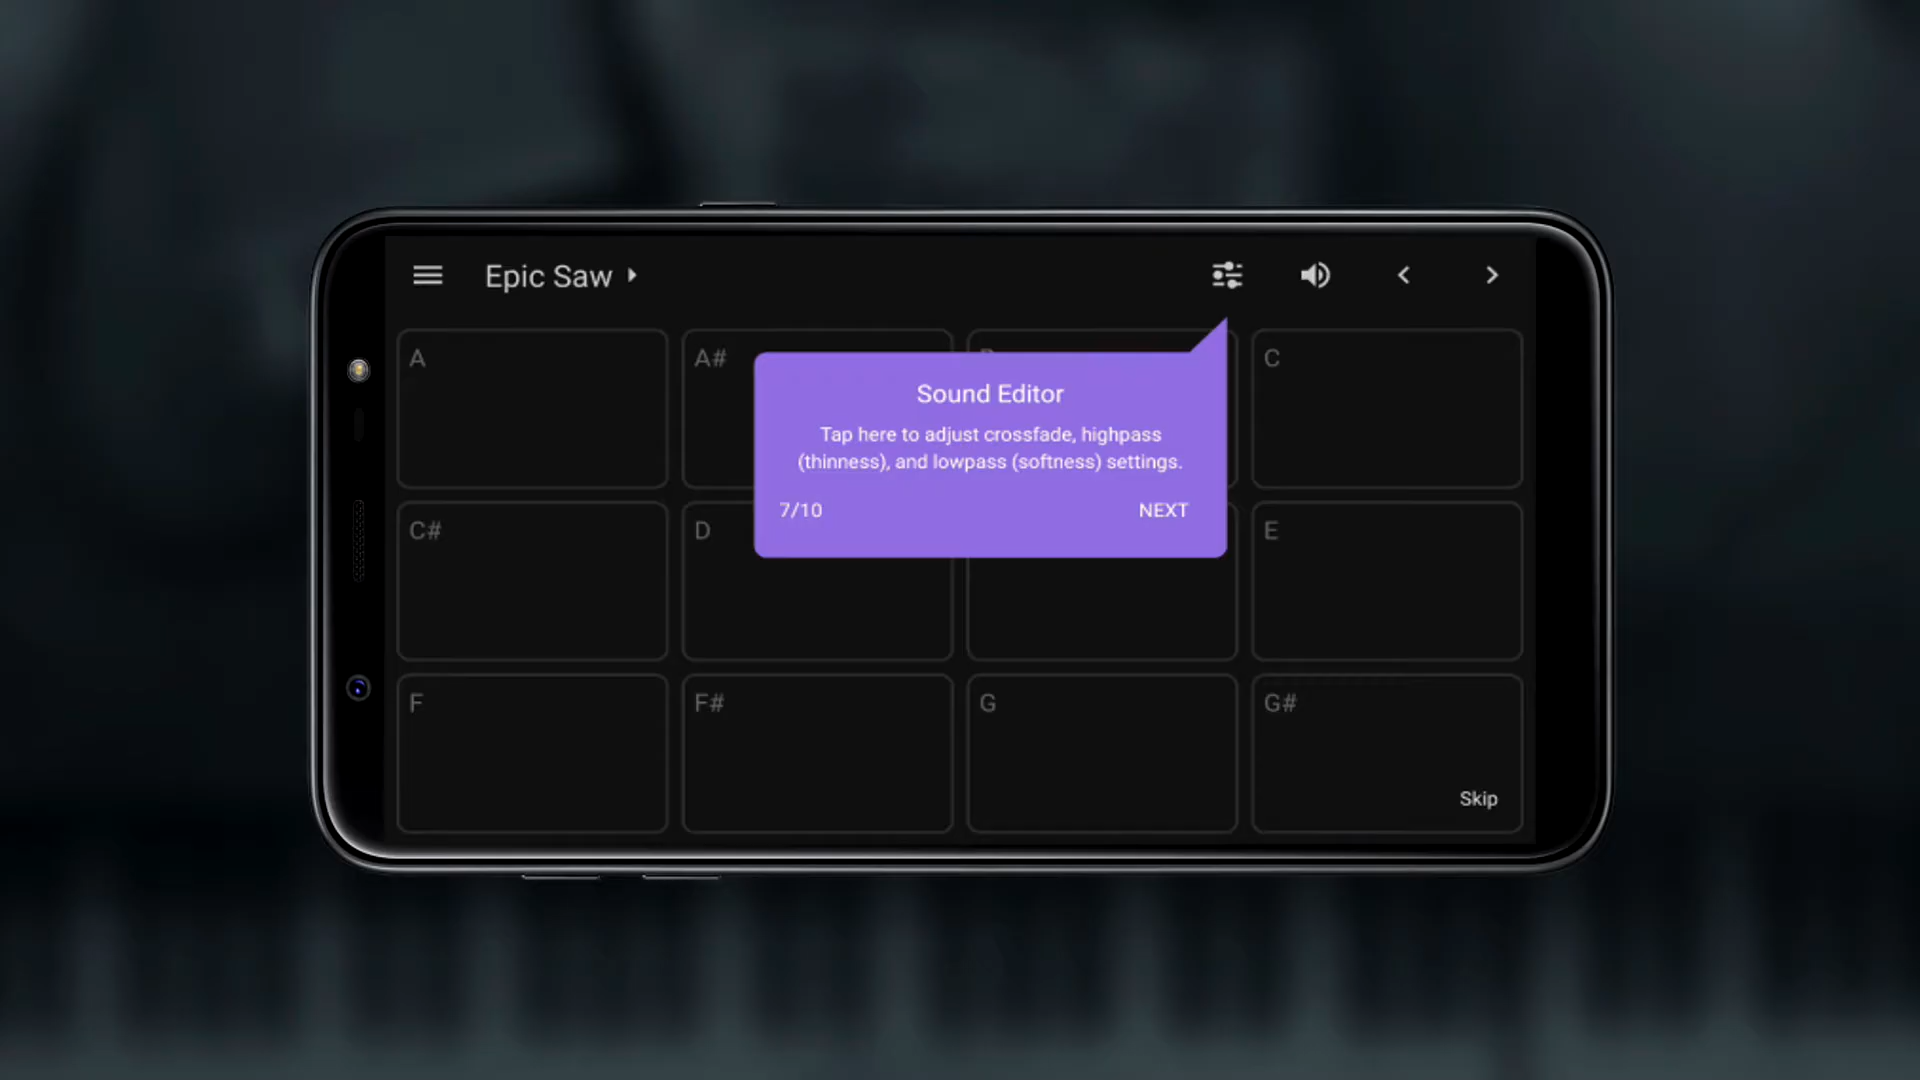 Epic Saw
A
A#
C
Sound Editor
Tap here to adjust crossfade, highpass
(thinness), and lowpass (softness) settings.
7/10
NEXT
C#
D
E
F
F#
G
G#
Skip